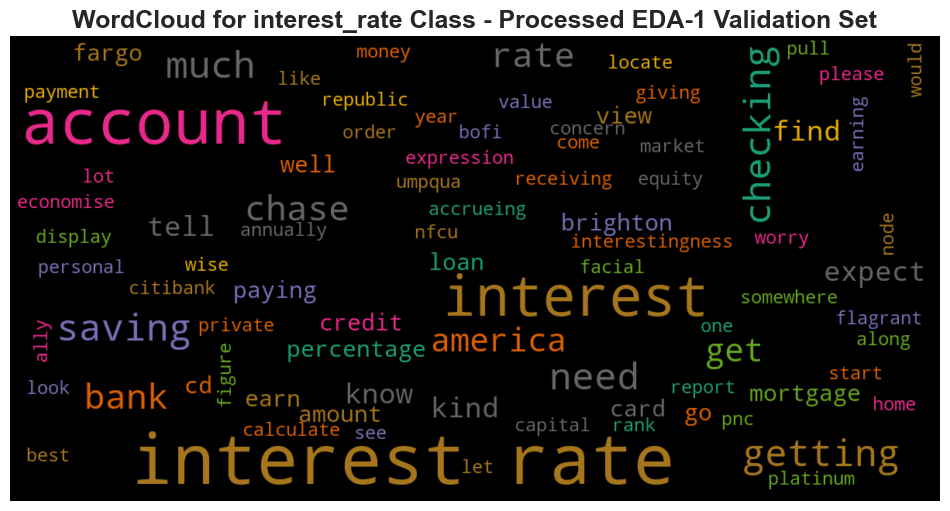 WordCloud for interest_rate Class - Processed EDA-1 Validation Set
fargo
much
money
rate
locate
pull
please
would
payment
like
republic
value
giving
view
checking
account
year
order
bofi
concern
come
market
find
earning
well
expression
lot
umpqua
receiving
equity
economise
chase
accrueing
brighton
tell
annually
nfcu
interestingness
worry
node
display
personal
wise
loan
facial
expect
citibank
paying
interest
somewhere
saving
private
credit
america
one
flagrant
ally
figure
percentage
get
along
look
bank
cd
earn
know
need
report
mortgage
start
home
amount
kind
card
go
pnc
calculate
see
capital
rank
best
interest rate
let
getting
platinum